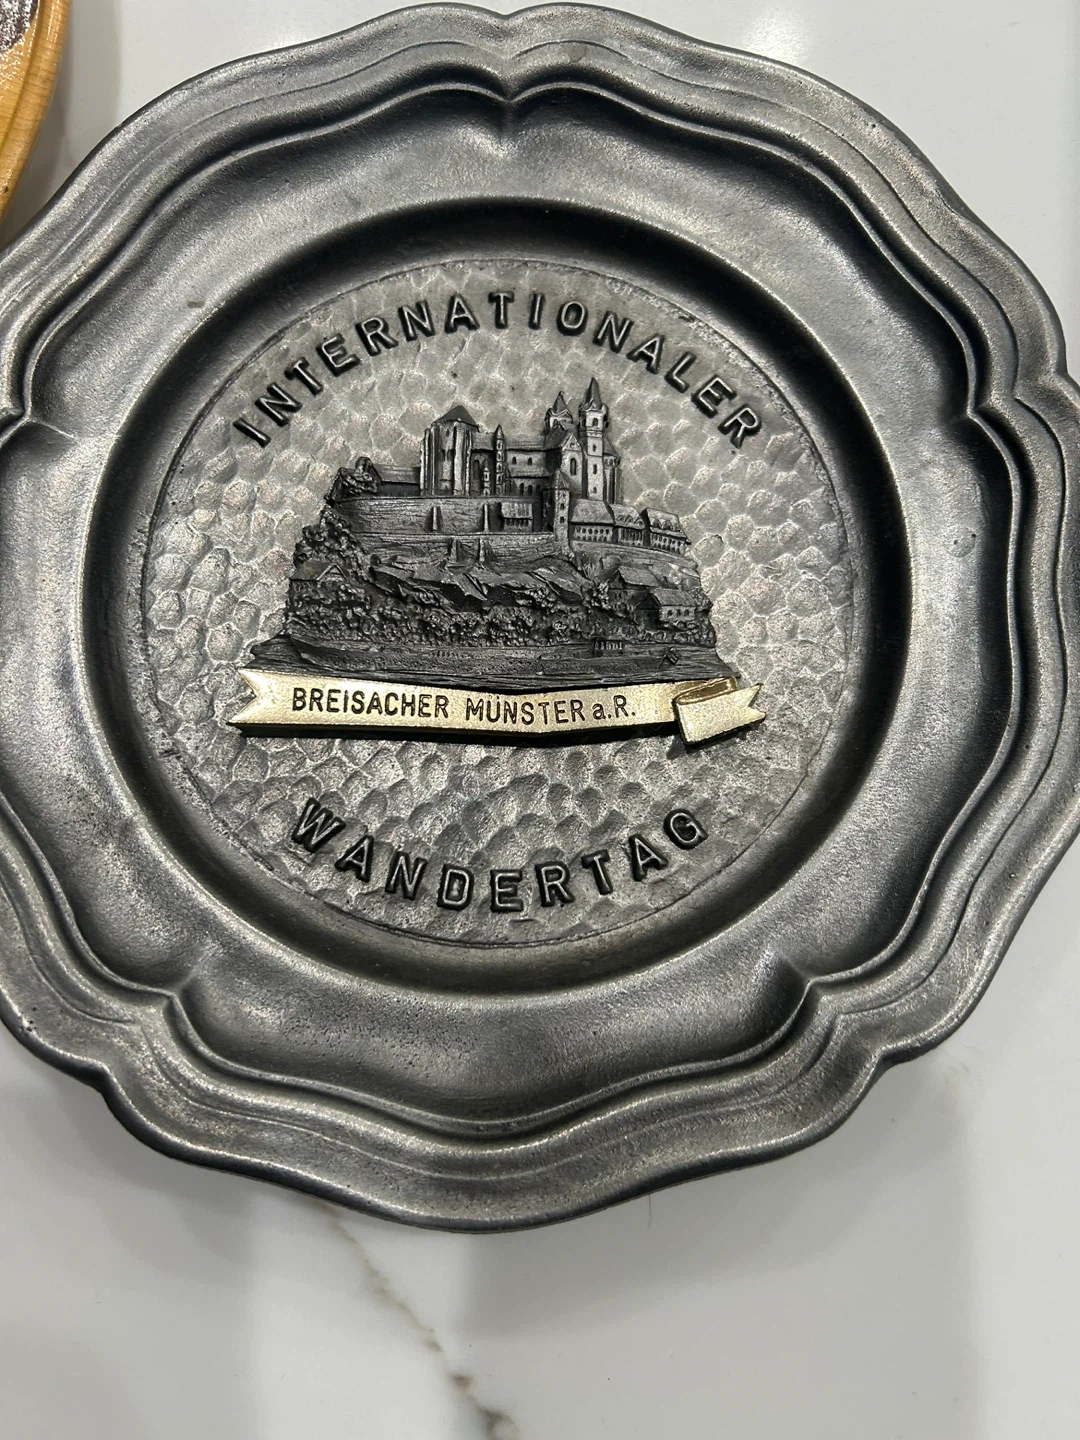 INTERNATIONALER
BREISACHER MÜNSTER a.R.
WANDERTAG